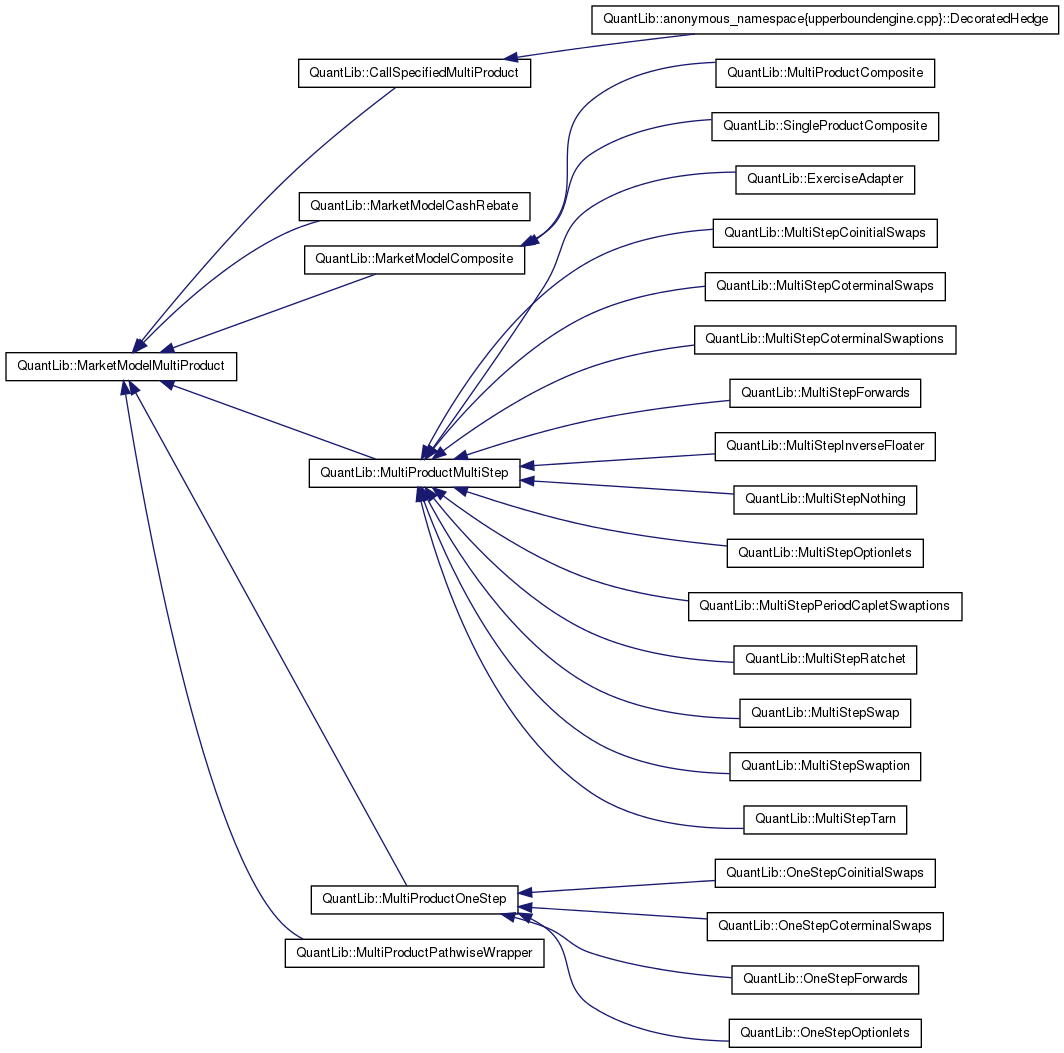 QuantLib::anonymous_namespace{upperboundengine.cpp}::DecoratedHedge
QuantLib::CallSpecifiedMultiProduct
QuantLib::MultiProductComposite
QuantLib::SingleProductComposite
QuantLib::ExerciseAdapter
QuantLib::MarketModelCashRebate
QuantLib::MultiStepCoinitialSwaps
QuantLib::MarketModelComposite
QuantLib::MultiStepCoterminalSwaps
QuantLib::MultiStepCoterminalSwaptions
QuantLib::MarketModelMultiProduct
QuantLib::MultiStepForwards
QuantLib::MultiStepInverseFloater
QuantLib::MultiProductMultiStep
QuantLib::MultiStepNothing
QuantLib::MultiStepOptionlets
QuantLib::MultiStepPeriodCapletSwaptions
QuantLib::MultiStepRatchet
QuantLib::MultiStepSwap
QuantLib::MultiStepSwaption
QuantLib::MultiStepTarn
QuantLib::OneStepCoinitialSwaps
QuantLib::MultiProductOneStep
QuantLib::OneStepCoterminalSwaps
QuantLib::MultiProductPathwiseWrapper
QuantLib::OneStepForwards
QuantLib::OneStepOptionlets